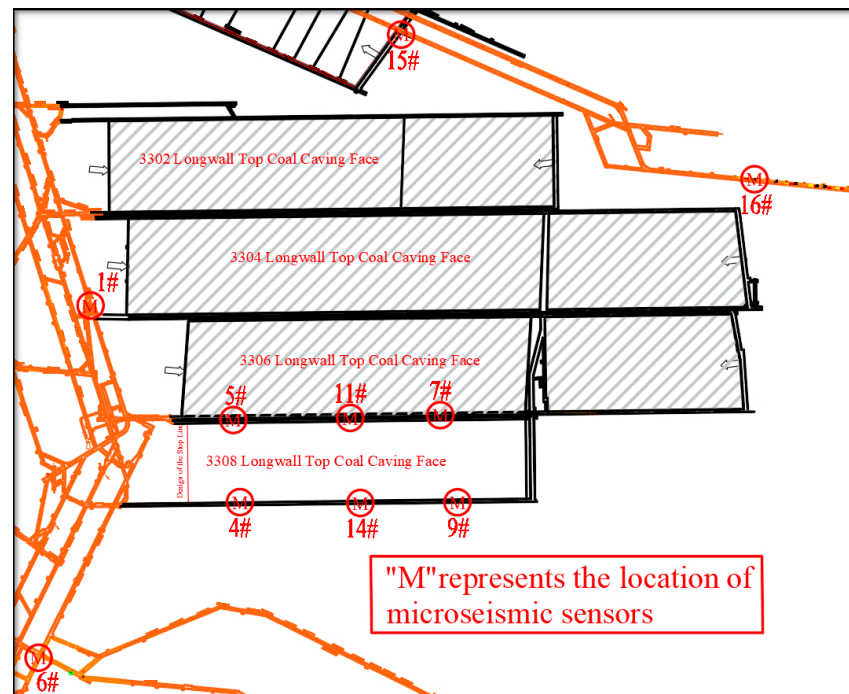 M
15#
3302 Longwall Top Coal Caving Face
M
16#
3304 Longwall Top Coal Caving Face
1#
M
3306 Longwall Top Coal Caving Face
5#
11#
7#
M
M
M
Design of the Stop Line
3308 Longwall Top Coal Caving Face
M
M
M
4#
14#
9#
"M"represents the location of
microseismic sensors
M
6#